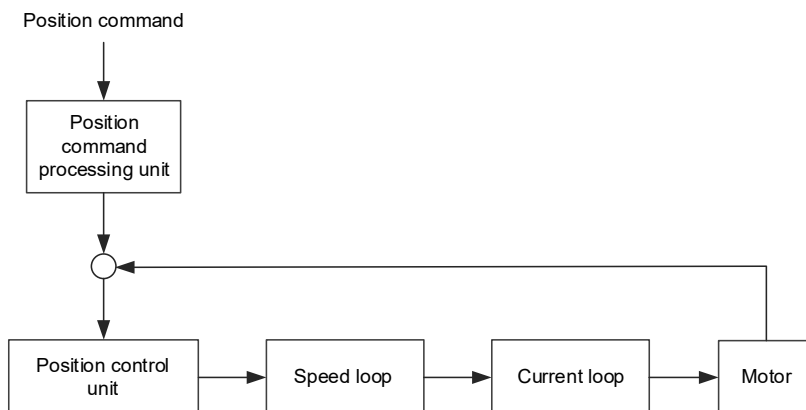 Position command
Position
command
processing unit
Position control
unit
Speed loop
Current loop
Motor